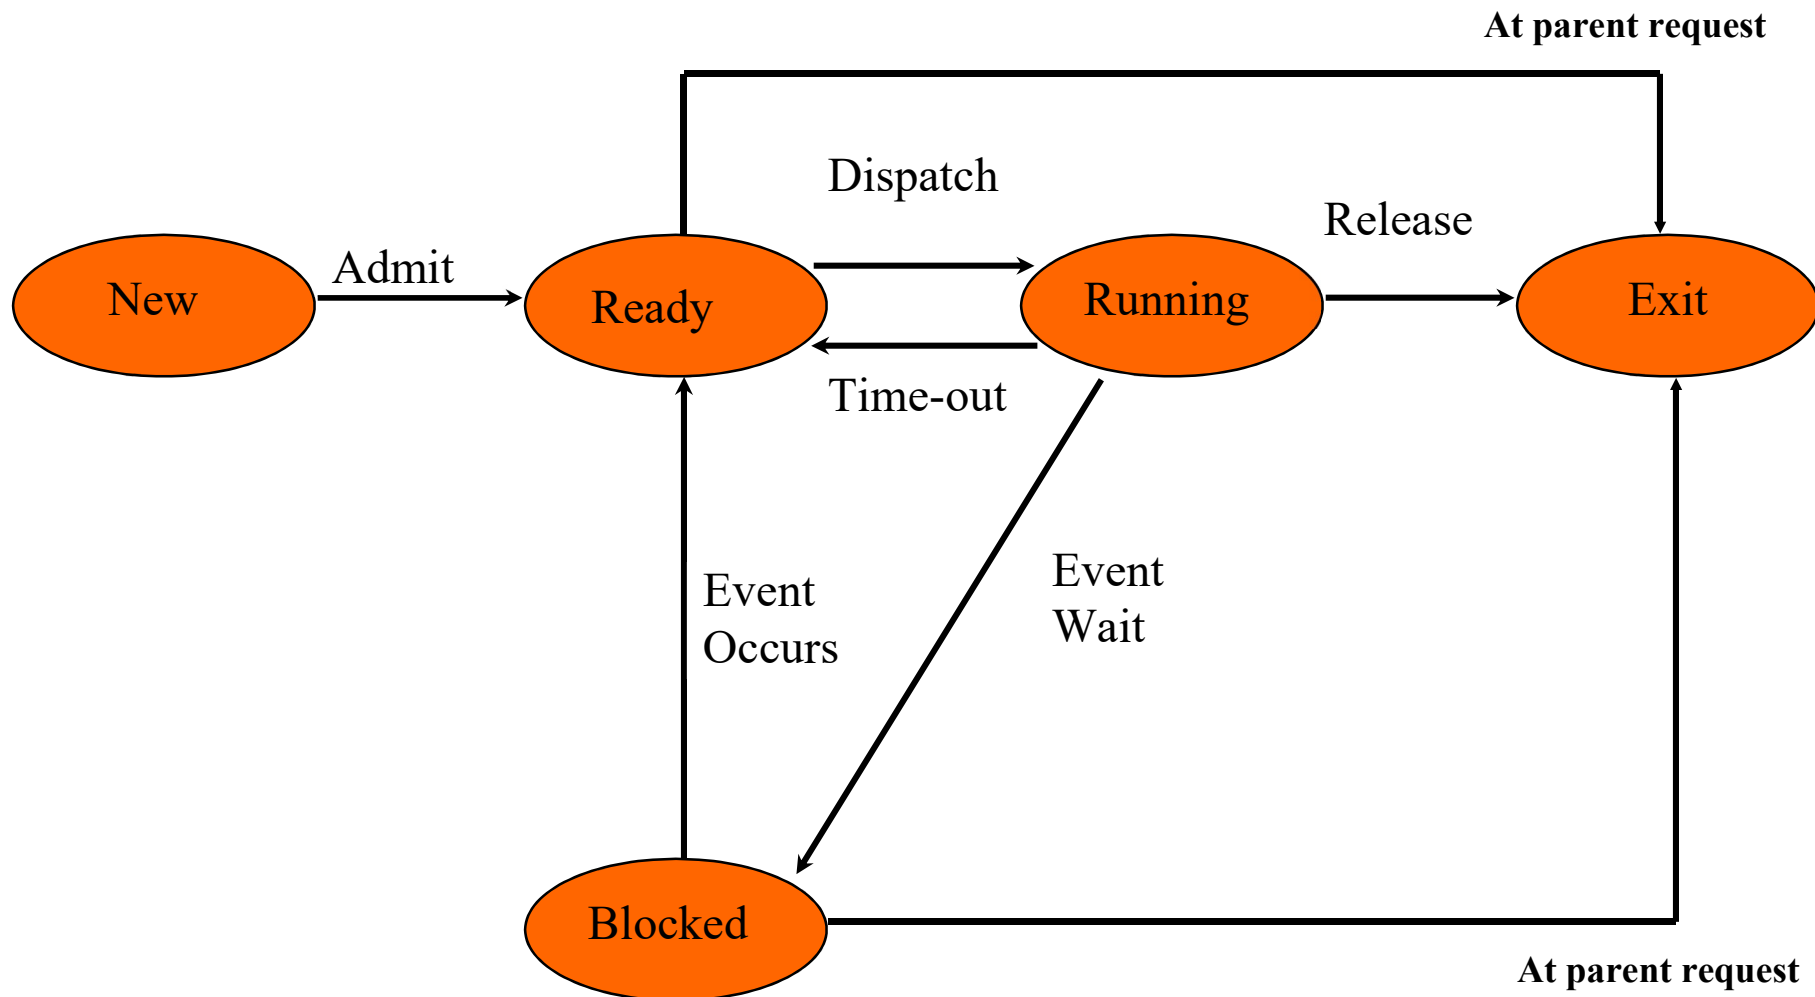 At parent request
Dispatch
Release
Admit
New
Ready
Running
Exit
Time-out
Event
Occurs
Event
Wait
Blocked
At parent request